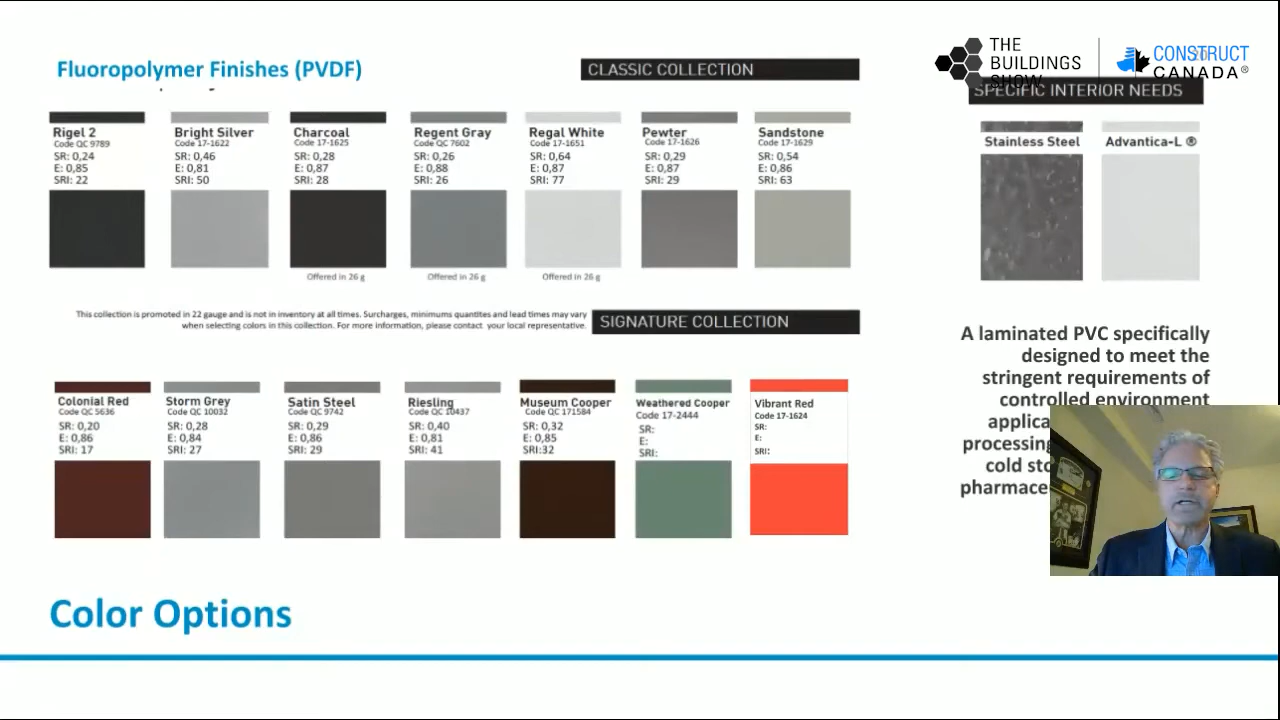 Fluoropolymer Finishes (PVDF)
CLASSIC COLLECTION
THE
BUILDINGS
SHOW
CONSTRUCT
CANADA®
SPECIFIC INTERIOR NEEDS
Rigel 2
Code QC 9789
SR: 0,24
E: 0,85
SRI: 22
Bright Silver
Code 17-1622
SR: 0,46
E: 0,81
SRI: 50
Charcoal
Code 17-1625
SR: 0,28
E: 0,87
SRI: 28
Offered in 26 g
Regent Gray
Code QC 7602
SR: 0,26
E: 0,88
SRI: 26
Offered in 26 g
Regal White
Code 17-1651
SR: 0,64
E: 0,87
SRI: 77
Offered in 26 g
Pewter
Code 17-1626
SR: 0,29
E: 0,87
SRI: 29
Sandstone
Code 17-1629
SR: 0,54
E: 0,86
SRI: 63
Stainless Steel
Advantica-L ®
This collection is promoted in 22 gauge and is not in inventory at all times. Surcharges, minimums quantites and lead times may vary
when selecting colors in this collection. For more information, please contact your local representative.
SIGNATURE COLLECTION
Colonial Red
Code QC 5636
SR: 0,20
E: 0,86
SRI: 17
Storm Grey
Code QC 10032
SR: 0,28
E: 0,84
SRI: 27
Satin Steel
Code QC 9742
SR: 0,29
E: 0,86
SRI: 29
Riesling
Code QC 10437
SR: 0,40
E: 0,81
SRI: 41
Museum Cooper
Code QC 171584
SR: 0,32
E: 0,85
SRI:32
Weathered Cooper
Code 17-2444
SR:
E:
SRI:
Vibrant Red
Code 17-1624
SR:
E:
SRI:
A laminated PVC specifically
designed to meet the
stringent requirements of
controlled environment
processing
cold
Color Options